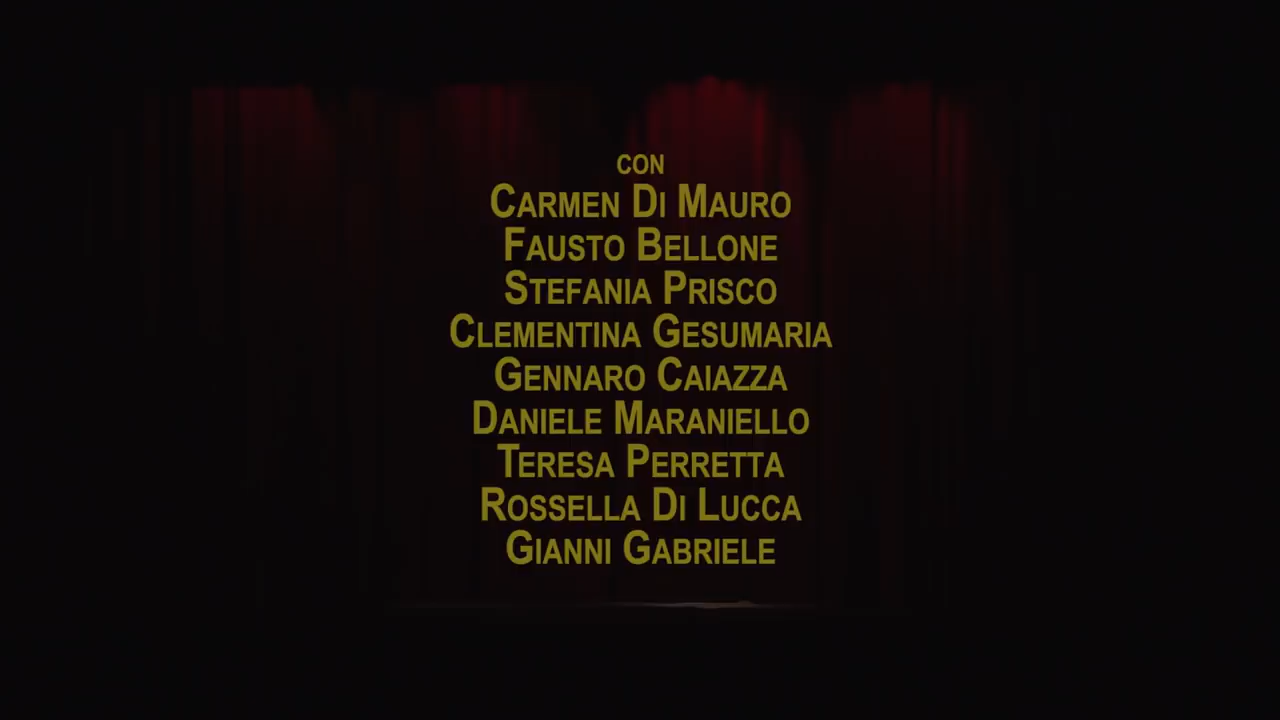 CON
CARMEN DI MAURO
FAUSTO BELLONE
STEFANIA PRISCO
CLEMENTINA GESUMARIA
GENNARO CAIAZZA
DANIELE MARANIELLO
TERESA PERRETTA
ROSSELLA DI LUCCA
GIANNI GABRIELE